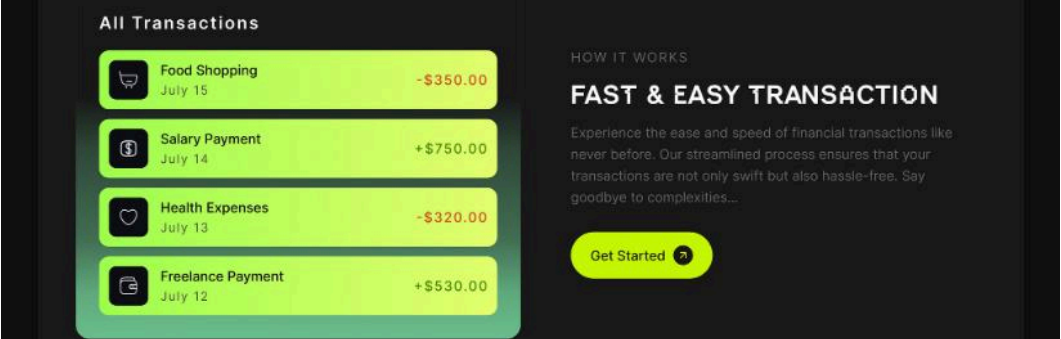 All Transactions
Food Shopping
July 15
-$350.00
Salary Payment
July 14
+$750.00
Health Expenses
July 13
-$320.00
Freelance Payment
July 12
+$530.00
HOW IT WORKS
FAST & EASY TRANSACTION
Experience the ease and speed of financial transactions like
never before. Our streamlined process ensures that your
transactions are not only swift but also hassle-free. Say
goodbye to complexities...
Get Started